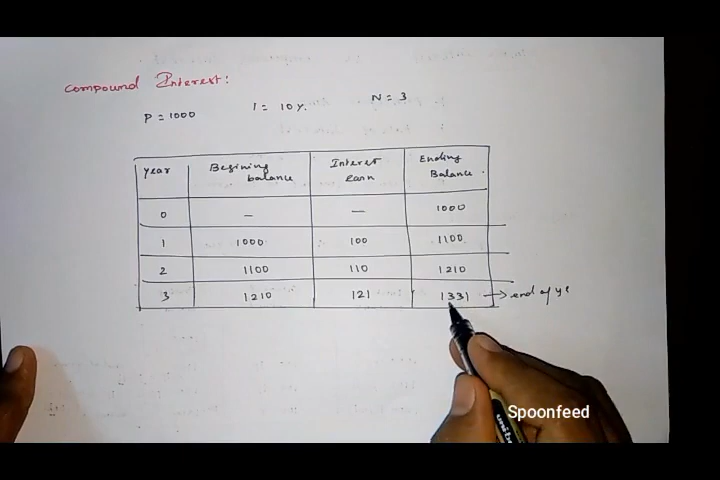 Compound Interest:
P = 1000 I = 10 %. N = 3
year Begining balance Interest earn Ending Balance.
0 — — 1000
1 1000 100 1100
2 1100 110 1210
3 1210 121 1331 → end of ye
Spoonfeed